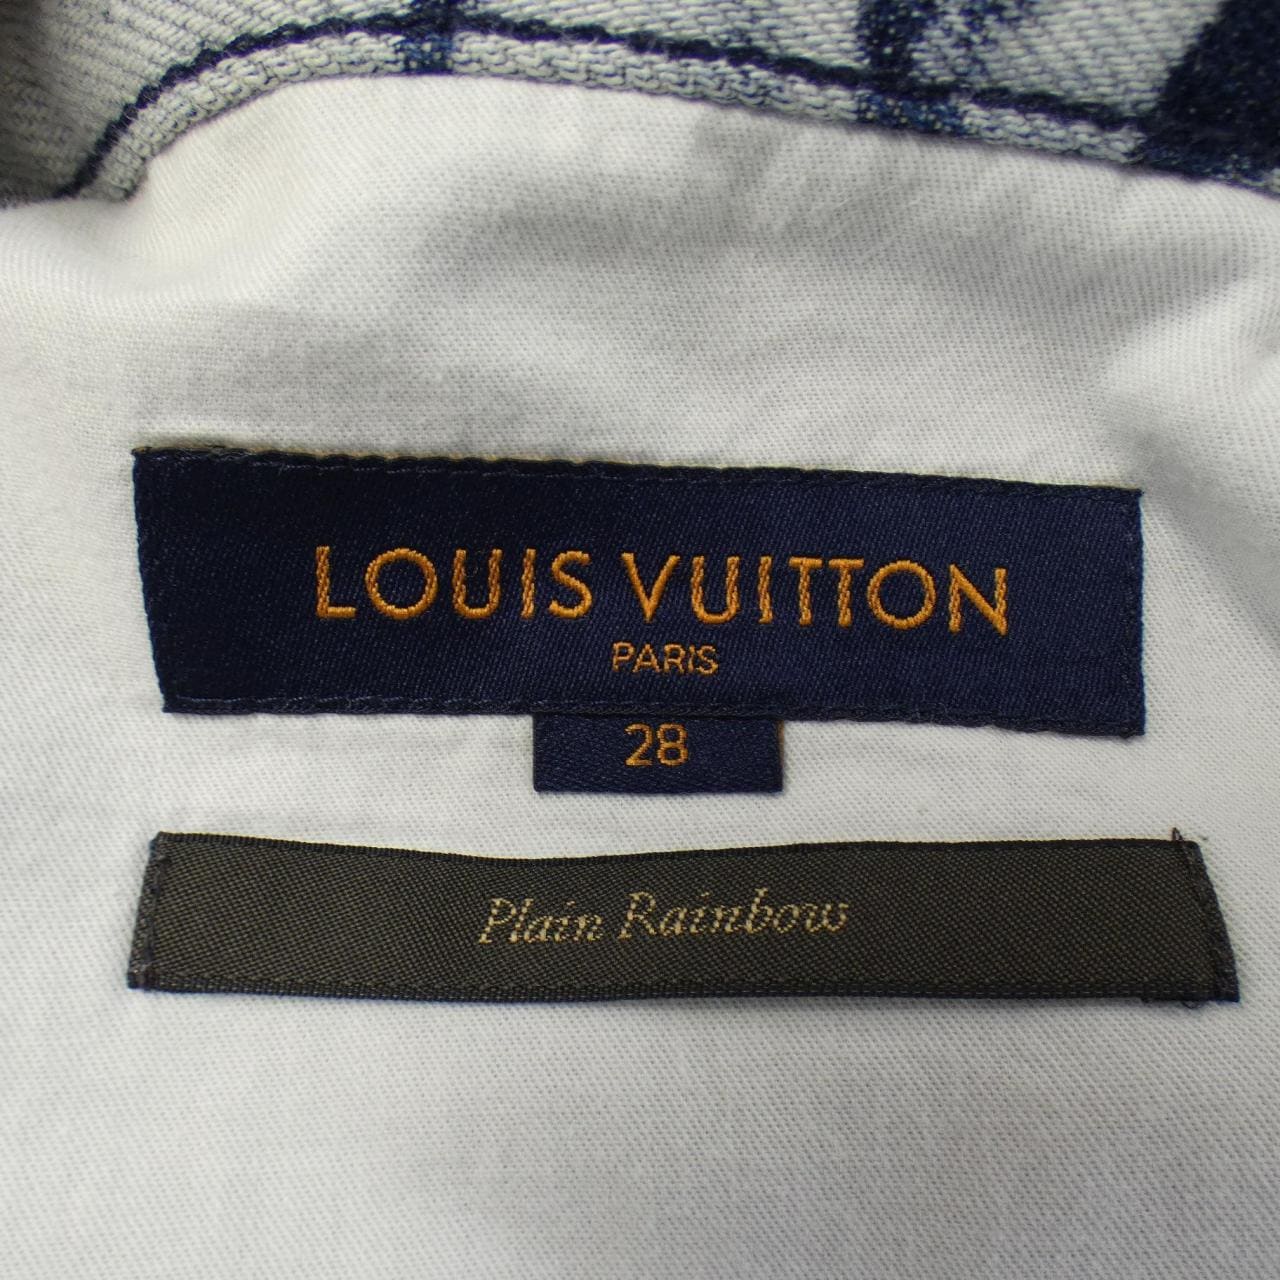 LOUIS VUITTON
PARIS
28
Plain Rainbow